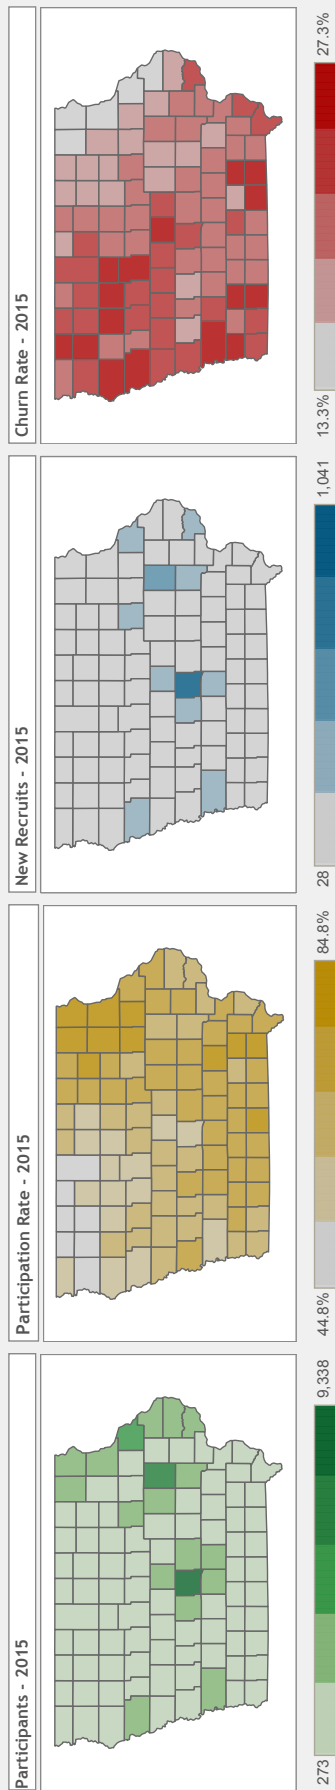 Participants - 2015
273
9,338
Participation Rate - 2015
44.8%
84.8%
New Recruits - 2015
28
1,041
Churn Rate - 2015
13.3%
27.3%